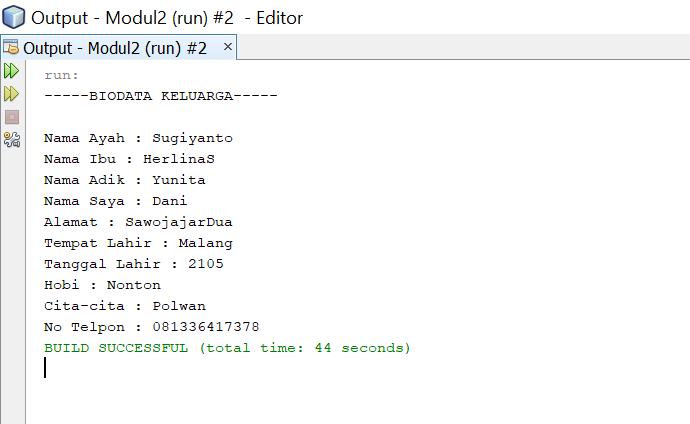 Output - Modul2 (run) #2 - Editor
Output - Modul2 (run) #2 ×
run:
-----BIODATA KELUARGA-----
Nama Ayah : Sugiyanto
Nama Ibu : HerlinaS
Nama Adik : Yunita
Nama Saya : Dani
Alamat : SawojajarDua
Tempat Lahir : Malang
Tanggal Lahir : 2105
Hobi : Nonton
Cita-cita : Polwan
No Telpon : 081336417378
BUILD SUCCESSFUL (total time: 44 seconds)